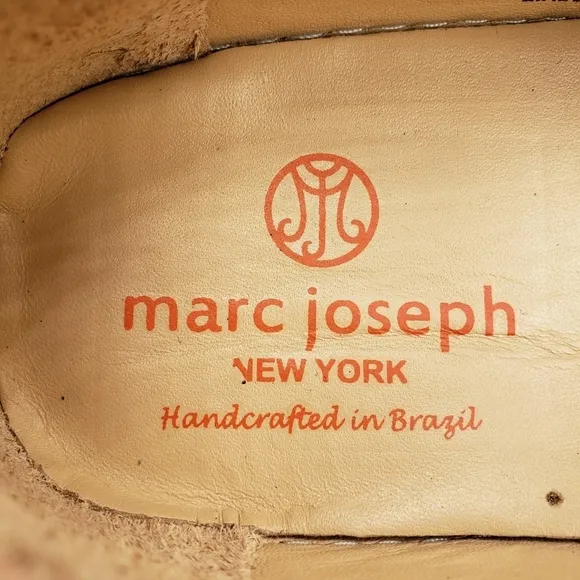 marc joseph
NEW YORK
Handcrafted in Brazil